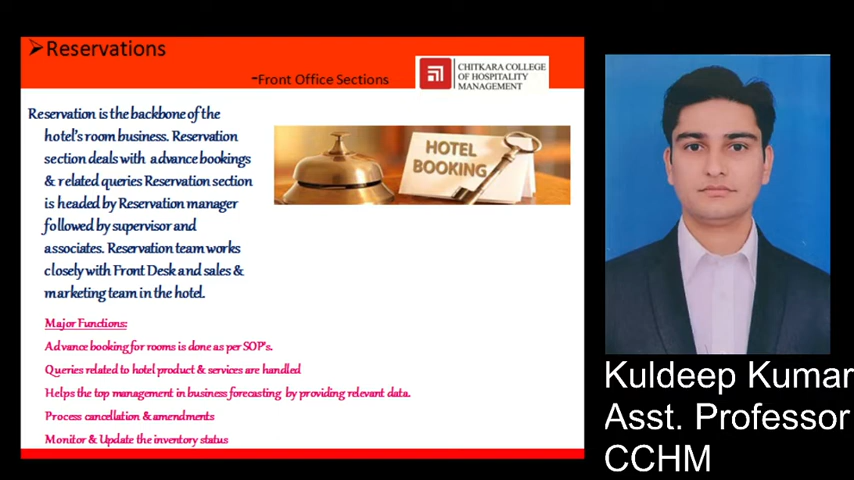 ➢Reservations
-Front Office Sections
CHITKARA COLLEGE
OF HOSPITALITY
MANAGEMENT
Reservation is the backbone of the
hotel's room business. Reservation
section deals with advance bookings
& related queries Reservation section
is headed by Reservation manager
followed by supervisor and
associates. Reservation team works
closely with Front Desk and sales &
marketing team in the hotel.
HOTEL
BOOKING
Major Functions:
Advance booking for rooms is done as per SOP's.
Queries related to hotel product & services are handled
Helps the top management in business forecasting by providing relevant data.
Process cancellation & amendments
Monitor & Update the inventory status
Kuldeep Kumar
Asst. Professor
CCHM